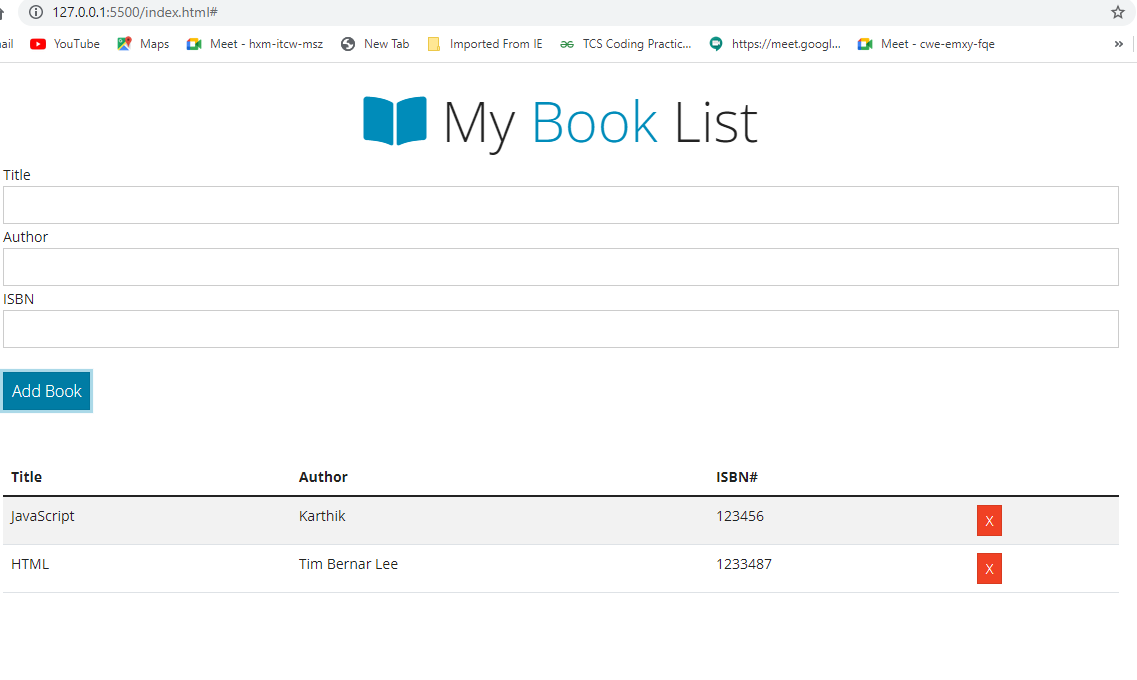 127.0.0.1:5500/index.html#
ail YouTube Maps Meet - hxm-itcw-msz New Tab Imported From IE TCS Coding Practic... https://meet.googl... Meet - cwe-emxy-fqe »
My Book List
Title
Author
ISBN
Add Book
Title Author ISBN#
JavaScript Karthik 123456 X
HTML Tim Bernar Lee 1233487 X